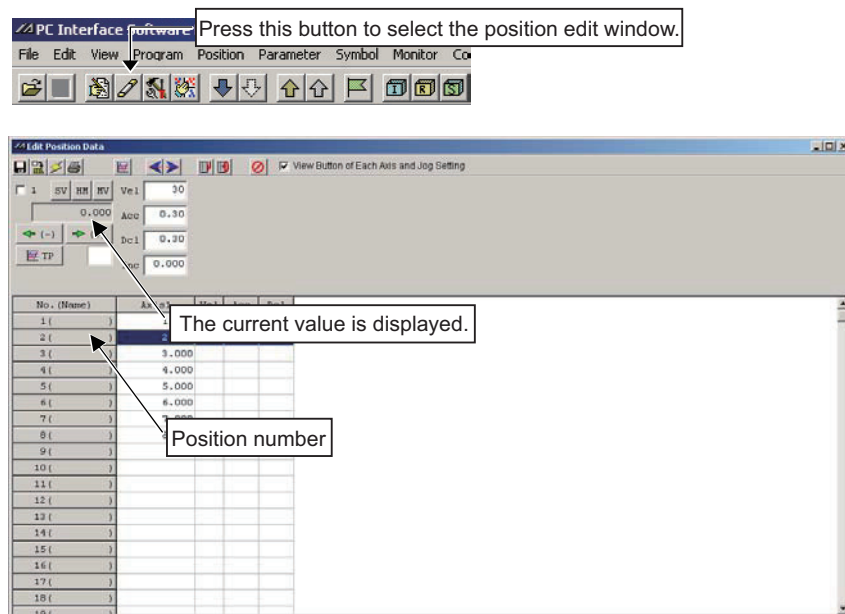 Press this button to select the position edit window.
PC Interface Software
File Edit View Program Position Parameter Symbol Monitor Co
Edit Position Data
View Button of Each Axis and Jog Setting
1 SV HM MV Vel 30
0.000 Acc 0.30
(-) Dcl 0.30
TP 0.000
No.(Name)
The current value is displayed.
1( )
2( )
3( ) 3.000
4( ) 4.000
5( ) 5.000
6( ) 6.000
7( )
8( )
Position number
9( )
10( )
11( )
12( )
13( )
14( )
15( )
16( )
17( )
18( )